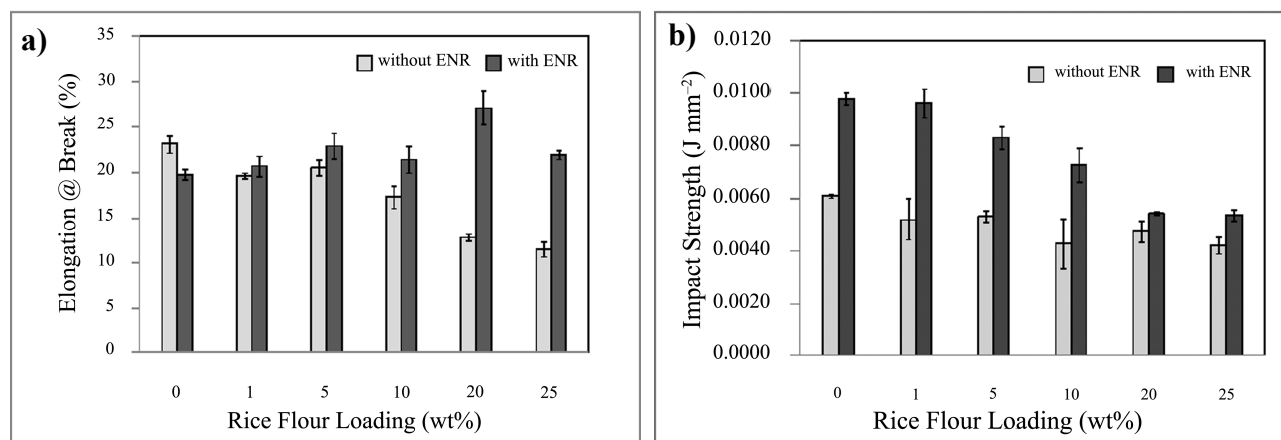 a)
35
30
25
20
15
10
5
0
Elongation @ Break (%)
without ENR with ENR
0 1 5 10 20 25
Rice Flour Loading (wt%)
b)
0.0120
0.0100
0.0080
0.0060
0.0040
0.0020
0.0000
Impact Strength (J mm⁻²)
without ENR with ENR
0 1 5 10 20 25
Rice Flour Loading (wt%)